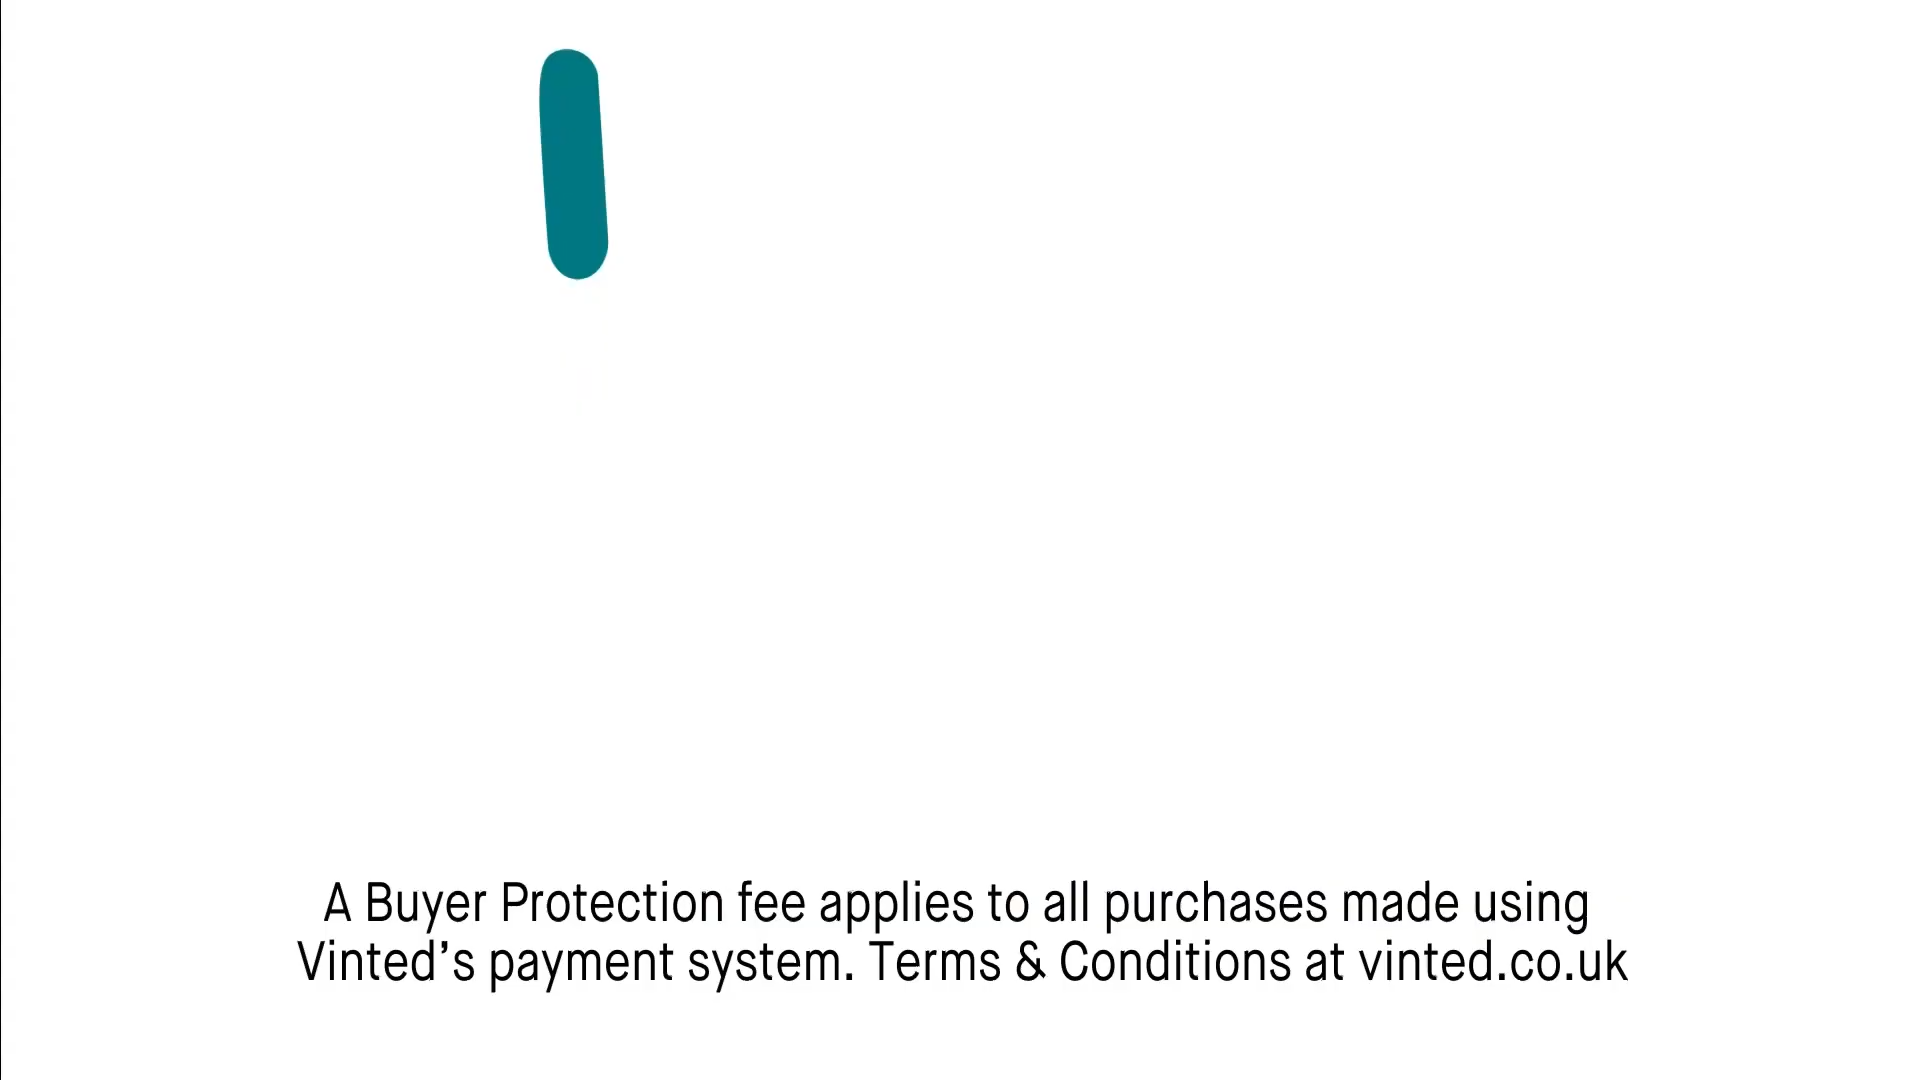 A Buyer Protection fee applies to all purchases made using
Vinted’s payment system. Terms & Conditions at vinted.co.uk